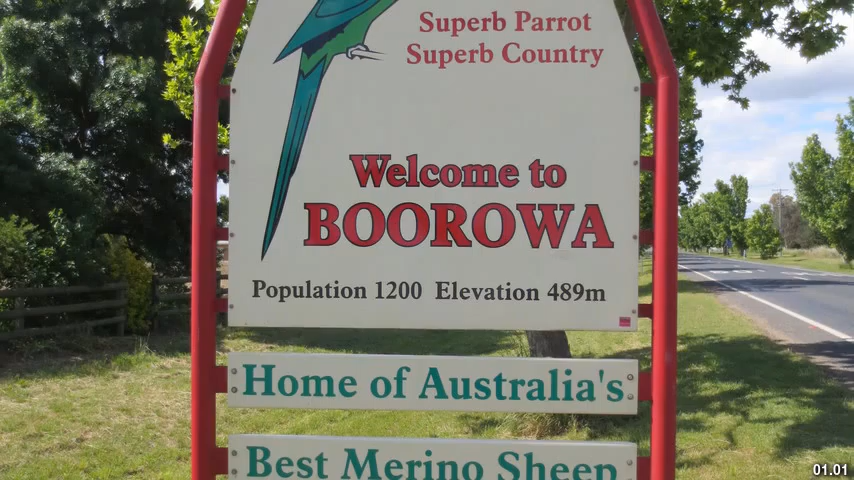 Superb Parrot
Superb Country
Welcome to
BOOROWA
Population 1200 Elevation 489m
Home of Australia's
Best Merino Sheep
01.01